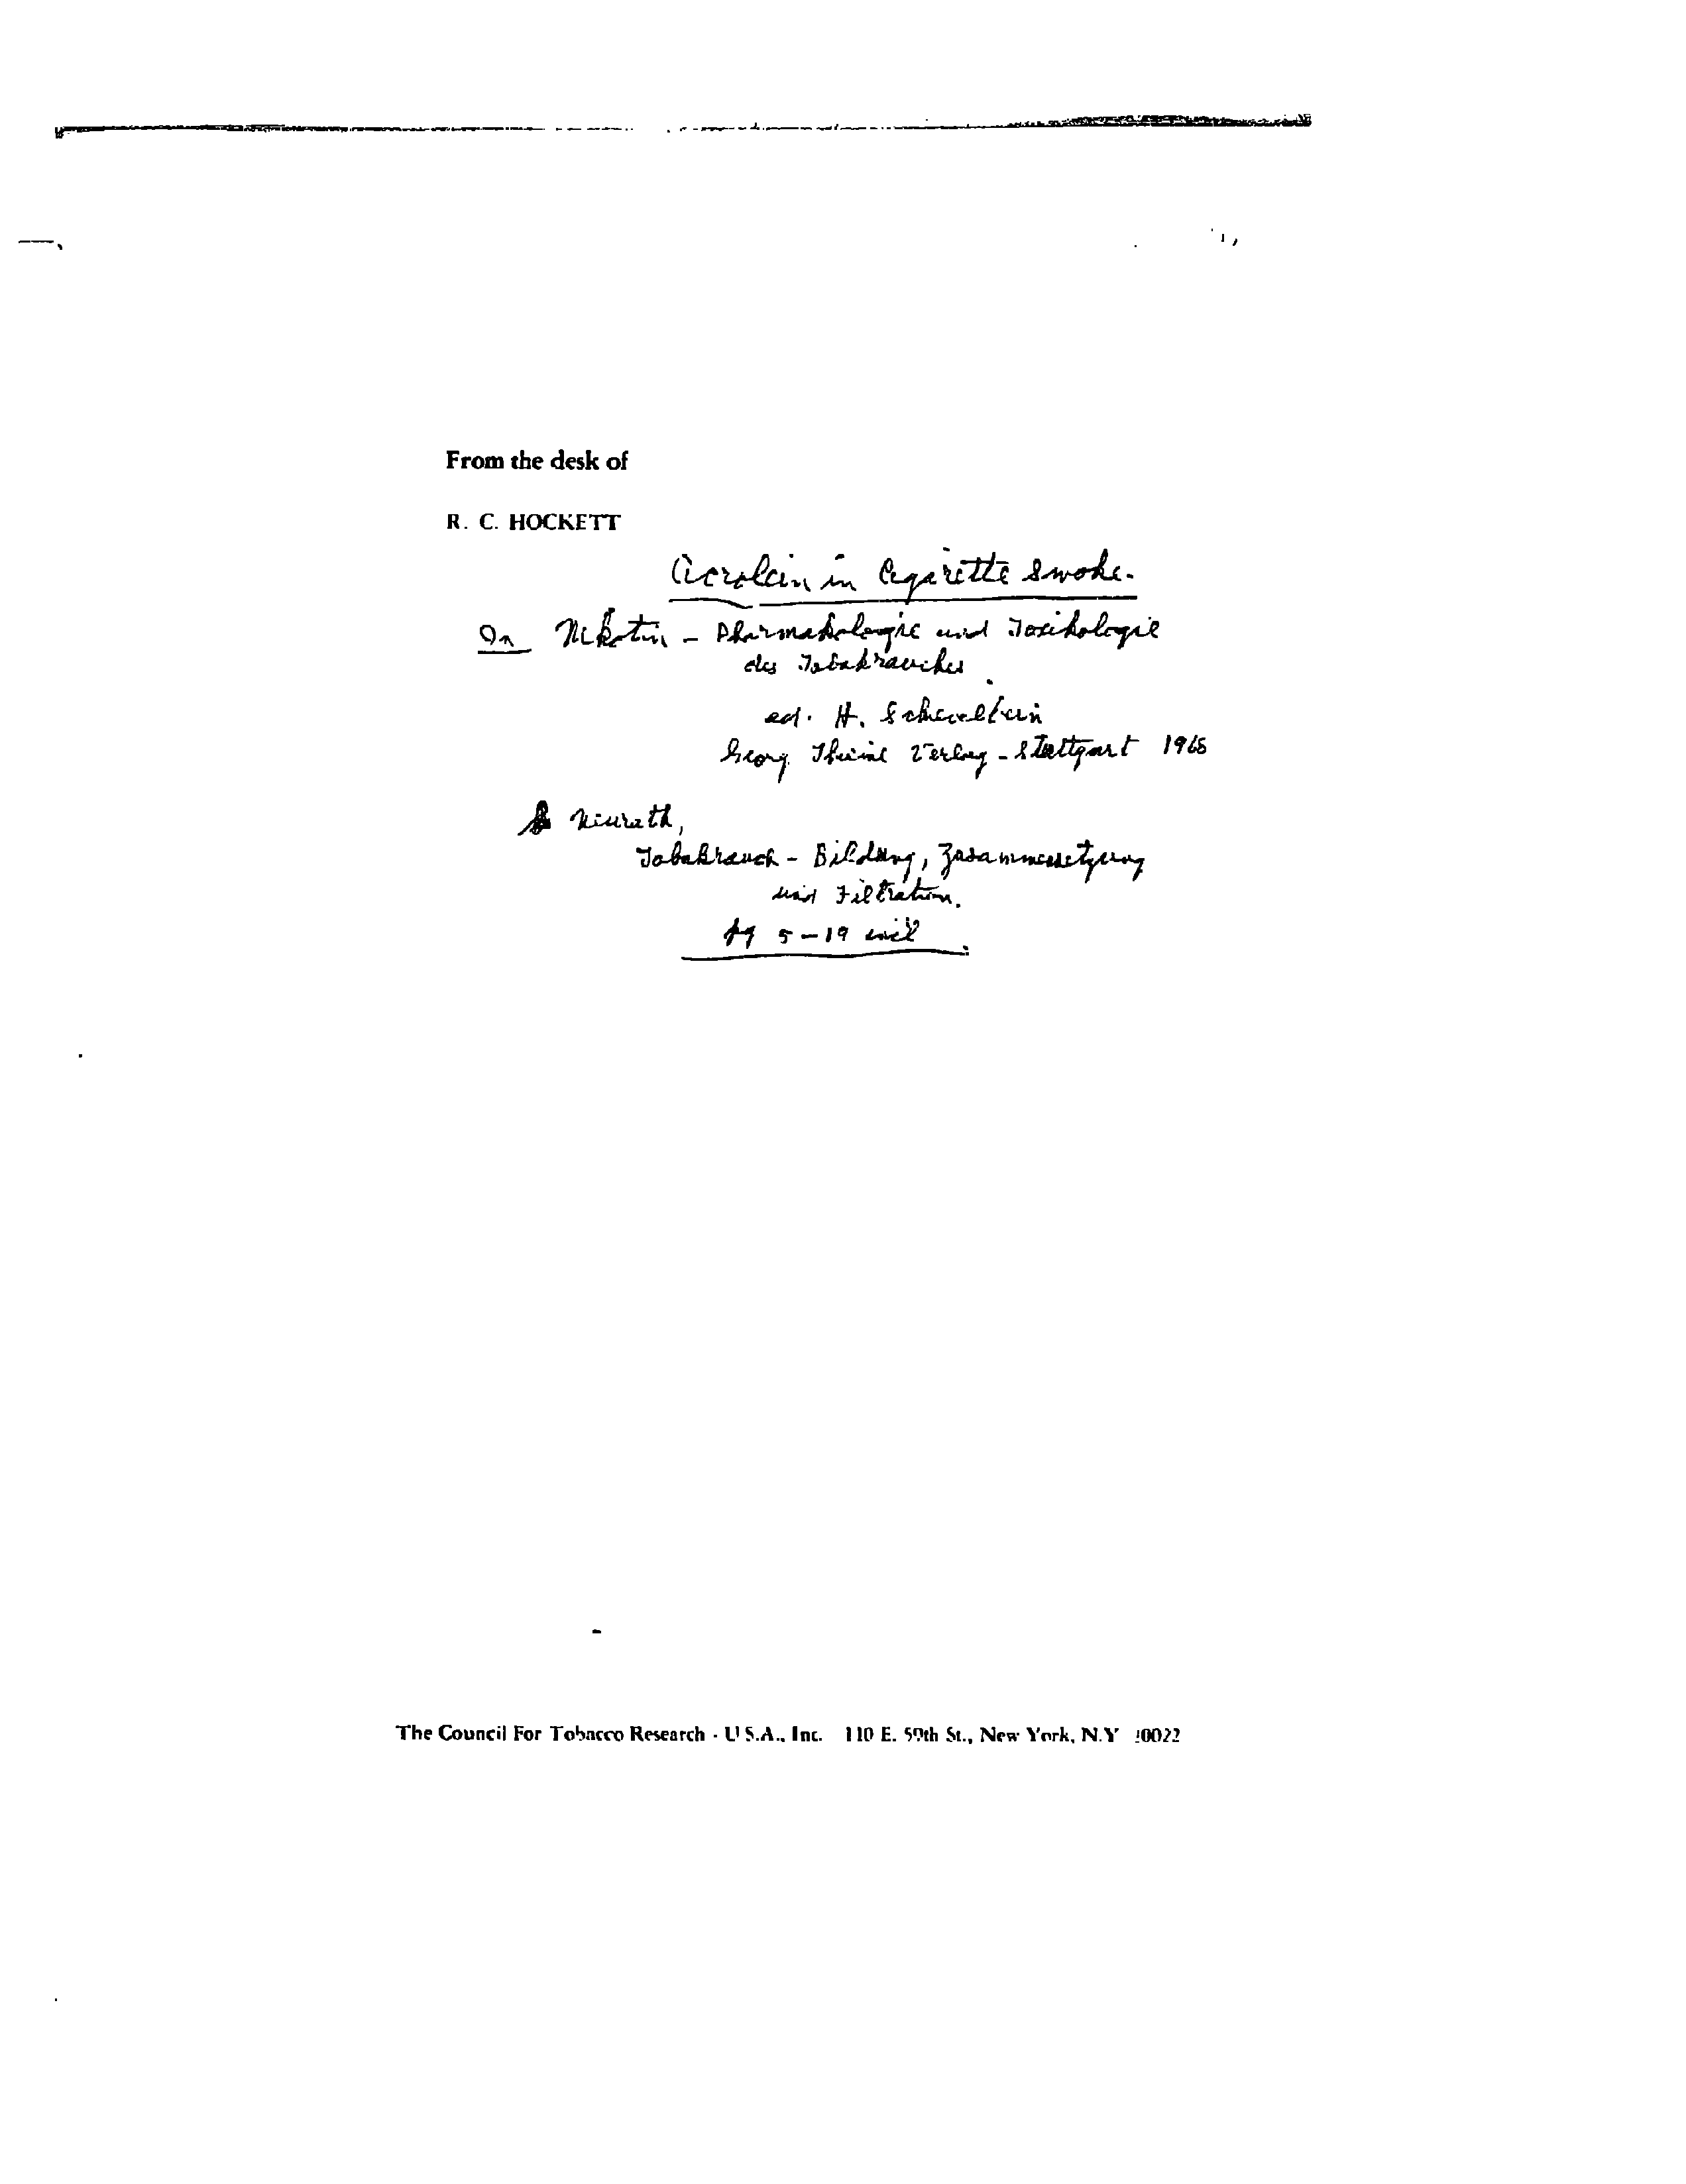 From the desk of
R. C. HOCKETT
Acrolein in Cigarette Smoke.
In Nikotin - Pharmakologie und Toxikologie
des Tabakrauches.
ed. H. Schievelbein
Georg Thieme Verlag - Stuttgart 1968
Neurath,
Tabakrauch - Bildung, Zusammensetzung
und Filtration.
pg 5-19 incl.
The Council For Tobacco Research - U.S.A., Inc. 110 E. 59th St., New York, N.Y. 10022